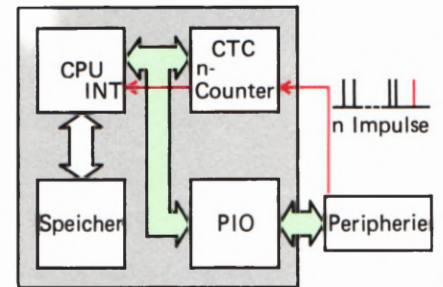 CPU
INT
CTC
n-
Counter
n Impulse
Speicher
PIO
Peripherie